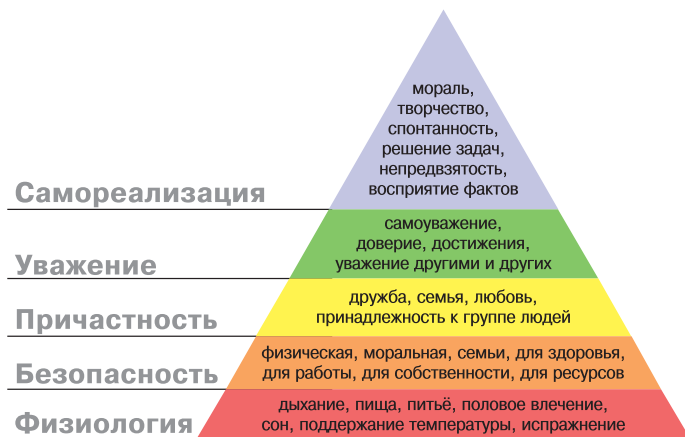 мораль,
творчество,
спонтанность,
решение задач,
непредвзятость,
восприятие фактов
Самореализация
самоуважение,
доверие, достижения,
уважение другими и других
Уважение
дружба, семья, любовь,
принадлежность к группе людей
Причастность
физическая, моральная, семьи, для здоровья,
для работы, для собственности, для ресурсов
Безопасность
дыхание, пища, питьё, половое влечение,
сон, поддержание температуры, испражнение
Физиология